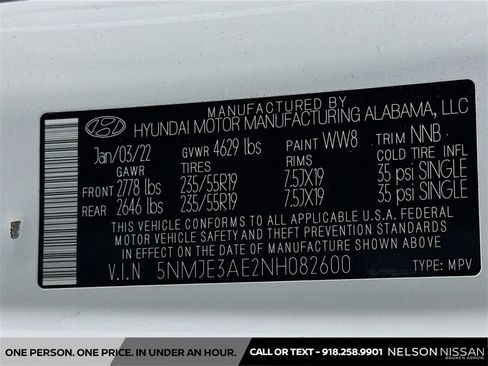 MANUFACTURED BY
HYUNDAI MOTOR MANUFACTURING ALABAMA, LLC
Jan/03/22 GVWR 4629 lbs PAINT WW8 TRIM NNB
GAWR TIRES RIMS COLD TIRE INFL
FRONT 2778 lbs 235/55R19 7.5JX19 35 psi SINGLE
REAR 2646 lbs 235/55R19 7.5JX19 35 psi SINGLE
THIS VEHICLE CONFORMS TO ALL APPLICABLE U.S.A. FEDERAL
MOTOR VEHICLE SAFETY AND THEFT PREVENTION STANDARDS
IN EFFECT ON THE DATE OF MANUFACTURE SHOWN ABOVE.
V.I.N 5NMJE3AE2NH082600 TYPE: MPV
ONE PERSON. ONE PRICE. IN UNDER AN HOUR. CALL OR TEXT - 918.258.9901 NELSON NISSAN
BROKEN ARROW